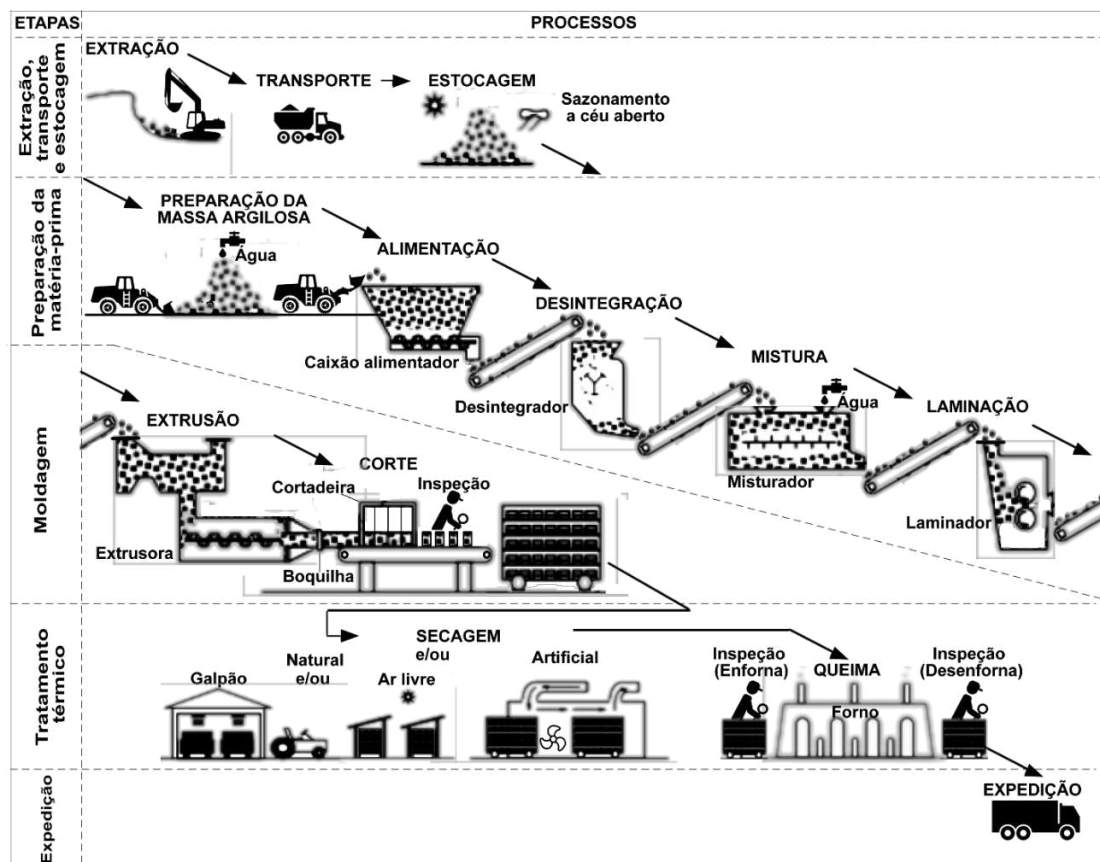 ETAPAS
PROCESSOS
Extração,
transporte
e estocagem
EXTRAÇÃO
TRANSPORTE
ESTOCAGEM
Sazonamento
a céu aberto
Preparação da
matéria-prima
PREPARAÇÃO DA
MASSA ARGILOSA
Água
ALIMENTAÇÃO
Caixão alimentador
DESINTEGRAÇÃO
Desintegrador
MISTURA
Água
Misturador
LAMINAÇÃO
Laminador
Moldagem
EXTRUSÃO
Extrusora
CORTE
Cortadeira
Inspeção
Boquilha
Tratamento
térmico
SECAGEM
e/ou
Galpão
Natural
e/ou
Ar livre
Artificial
Inspeção
(Enforna)
QUEIMA
Forno
Inspeção
(Desenforna)
Expedição
EXPEDIÇÃO